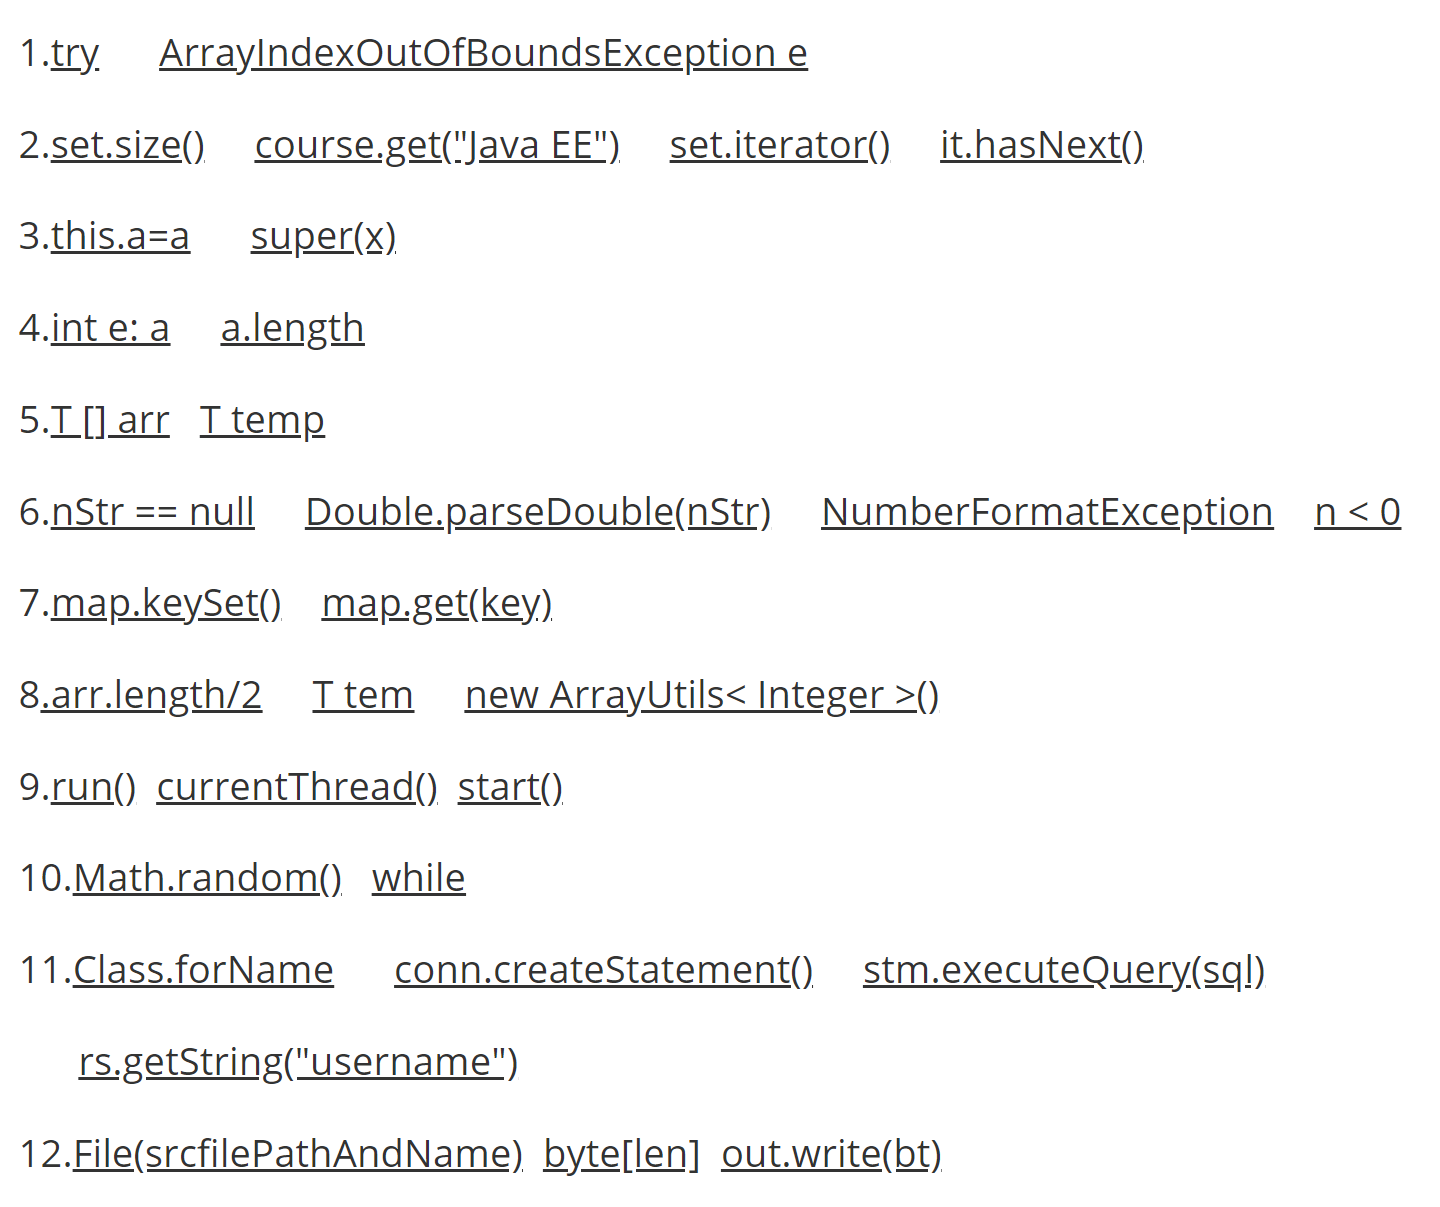 1.try ArrayIndexOutOfBoundsException e
2.set.size() course.get("Java EE") set.iterator() it.hasNext()
3.this.a=a super(x)
4.int e: a a.length
5.T [] arr T temp
6.nStr == null Double.parseDouble(nStr) NumberFormatException n < 0
7.map.keySet() map.get(key)
8.arr.length/2 T tem new ArrayUtils< Integer >()
9.run() currentThread() start()
10.Math.random() while
11.Class.forName conn.createStatement() stm.executeQuery(sql)
rs.getString("username")
12.File(srcfilePathAndName) byte[len] out.write(bt)